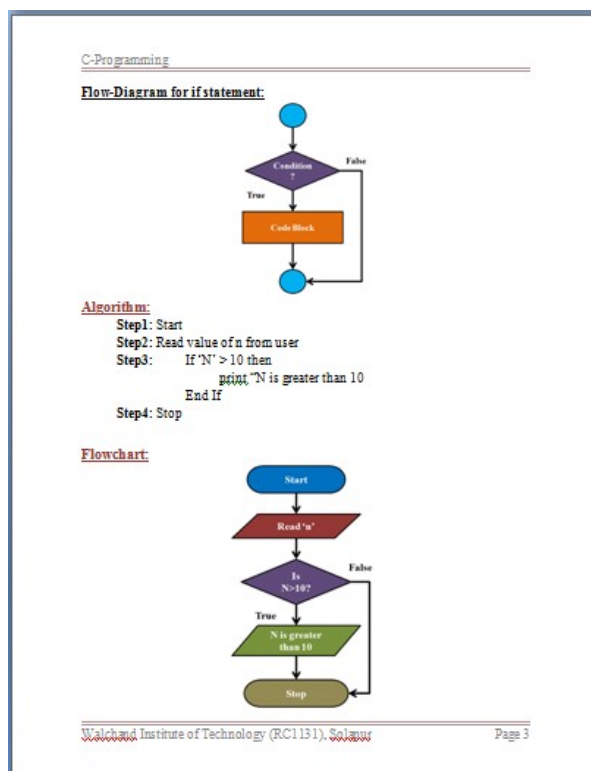 C-Programming
Flow-Diagram for if statement:
Condition
?
False
True
Code Block
Algorithm:
Step1: Start
Step2: Read value of n from user
Step3: If ‘N’ > 10 then
print “N is greater than 10
End If
Step4: Stop
Flowchart:
Start
Read ‘n’
Is
N>10?
False
True
N is greater
than 10
Stop
Walchand Institute of Technology (RC1131), Solapur Page 3